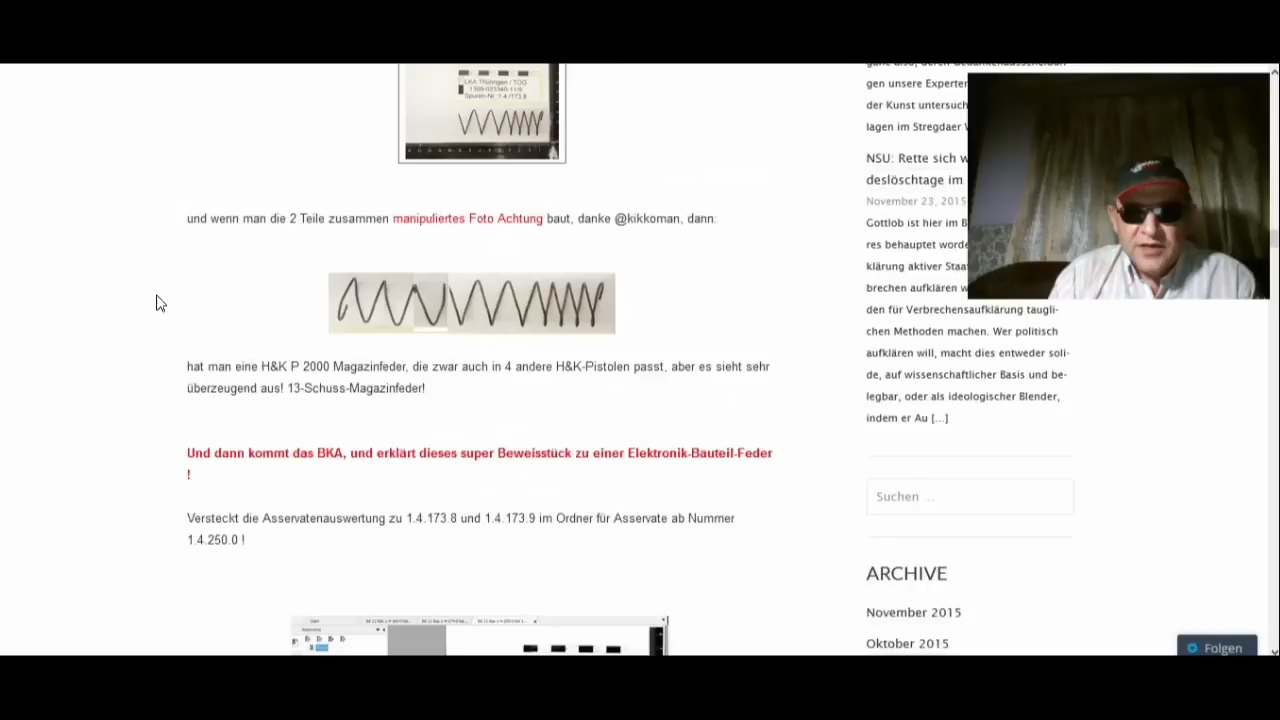 LKA Thüringen / TOG
Spuren-Nr. 1.4./173.8
und wenn man die 2 Teile zusammen manipuliertes Foto Achtung baut, danke @kikkoman, dann:
hat man eine H&K P 2000 Magazinfeder, die zwar auch in 4 andere H&K-Pistolen passt, aber es sieht sehr
überzeugend aus! 13-Schuss-Magazinfeder!
Und dann kommt das BKA, und erklärt dieses super Beweisstück zu einer Elektronik-Bauteil-Feder
!
Versteckt die Asservatenauswertung zu 1.4.173.8 und 1.4.173.9 im Ordner für Asservate ab Nummer
1.4.250.0 !
gen unsere Experten
der Kunst untersuch
lagen im Stregdaer
NSU: Rette sich w
deslöschtage im
November 23, 2015
Gottlob ist hier im B
res behauptet worde
klärung aktiver Staa
brechen aufklären w
den für Verbrechensaufklärung taugli-
chen Methoden machen. Wer politisch
aufklären will, macht dies entweder soli-
de, auf wissenschaftlicher Basis und be-
legbar, oder als ideologischer Blender,
indem er Au [...]
Suchen ...
ARCHIVE
November 2015
Oktober 2015
Folgen